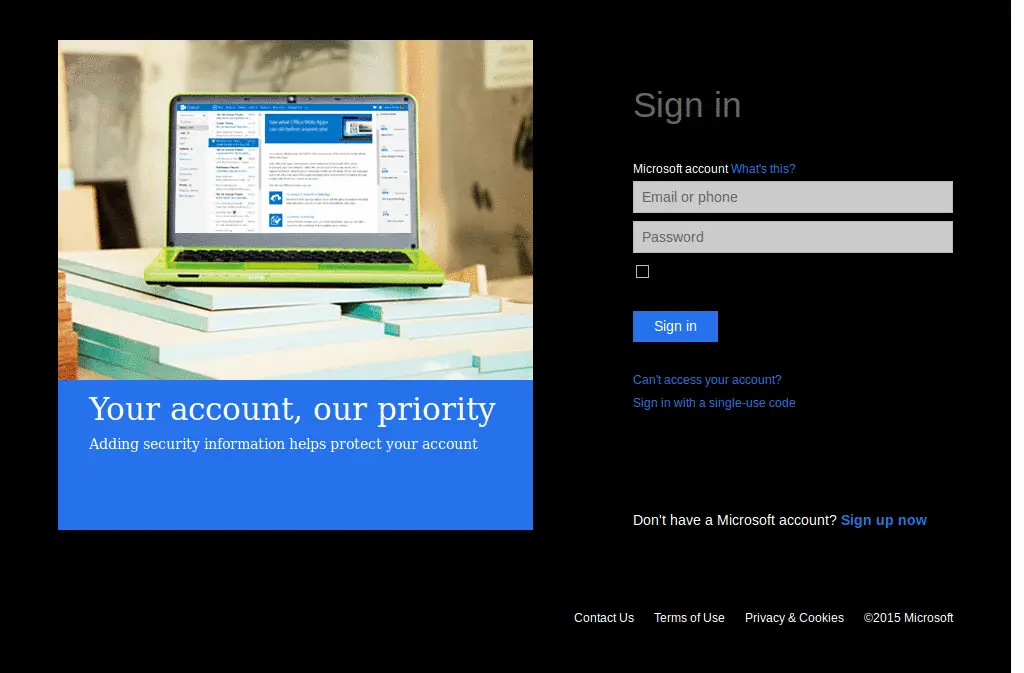 Your account, our priority
Adding security information helps protect your account
Sign in
Microsoft account What's this?
Email or phone
Password
Sign in
Can't access your account?
Sign in with a single-use code
Don't have a Microsoft account? Sign up now
Contact Us Terms of Use Privacy & Cookies ©2015 Microsoft